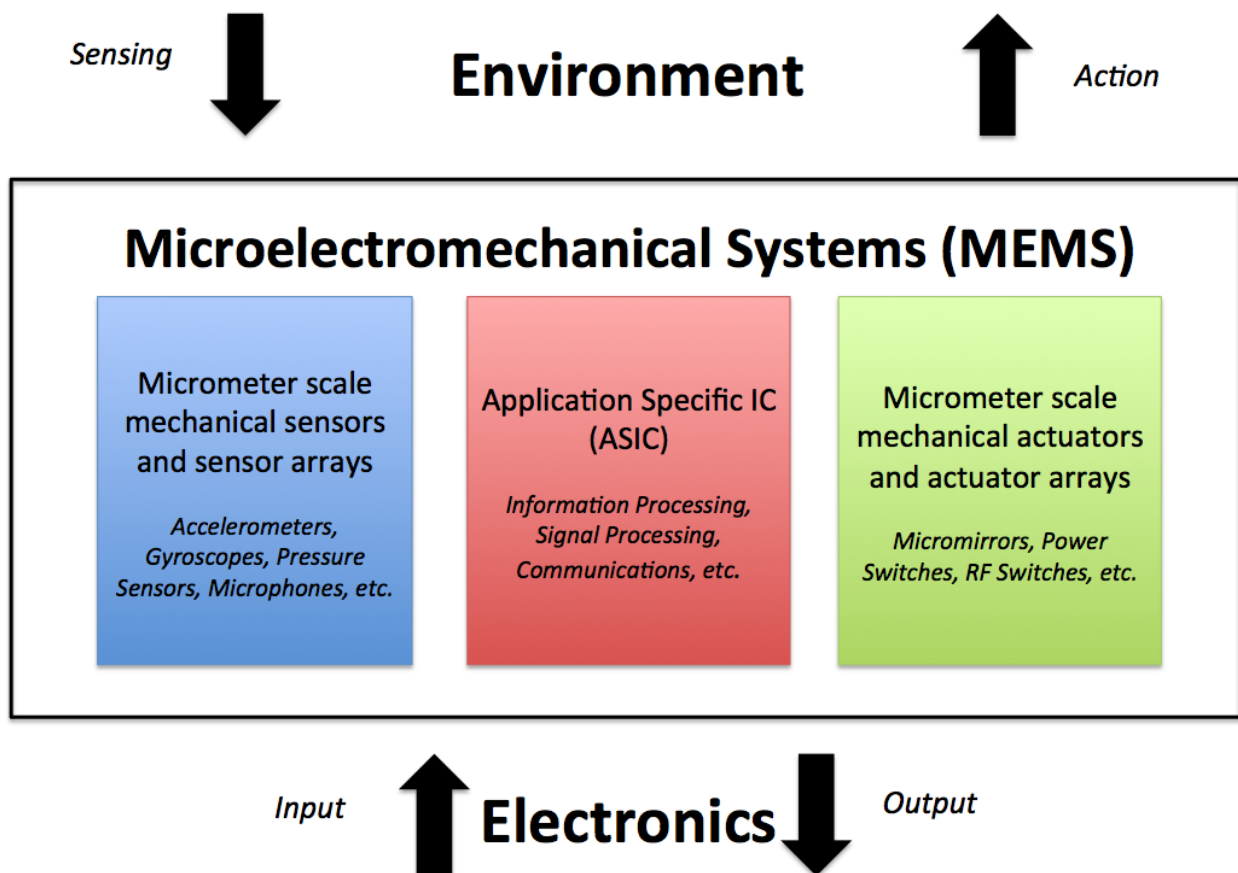 Sensing
Environment
Action
Microelectromechanical Systems (MEMS)
Micrometer scale
mechanical sensors
and sensor arrays
Accelerometers,
Gyroscopes, Pressure
Sensors, Microphones, etc.
Application Specific IC
(ASIC)
Information Processing,
Signal Processing,
Communications, etc.
Micrometer scale
mechanical actuators
and actuator arrays
Micromirrors, Power
Switches, RF Switches, etc.
Input
Electronics
Output